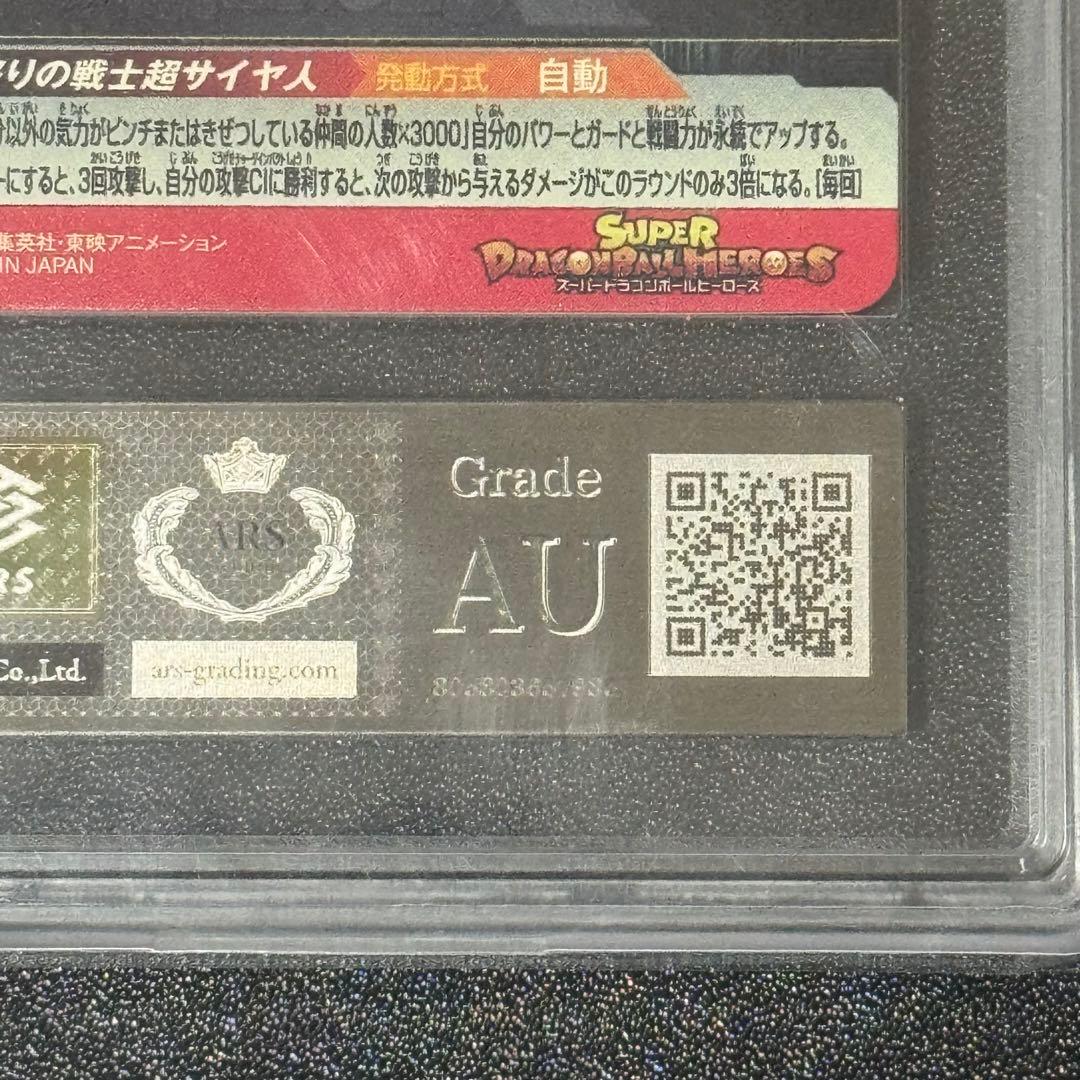 りの戦士超サイヤ人 発動方式 自動
以外の気力がピンチまたはきぜつしている仲間の人数×3000」自分のパワーとガードと戦闘力が永続でアップする。
ーにすると、3回攻撃し、自分の攻撃CIに勝利すると、次の攻撃から与えるダメージがこのラウンドのみ3倍になる。[毎回]
集英社・東映アニメーション
IN JAPAN
SUPER
DRAGONBALL HEROES
スーパードラゴンボールヒーローズ
Grade
AU
ARS
RS
Co.,Ltd.
ars-grading.com